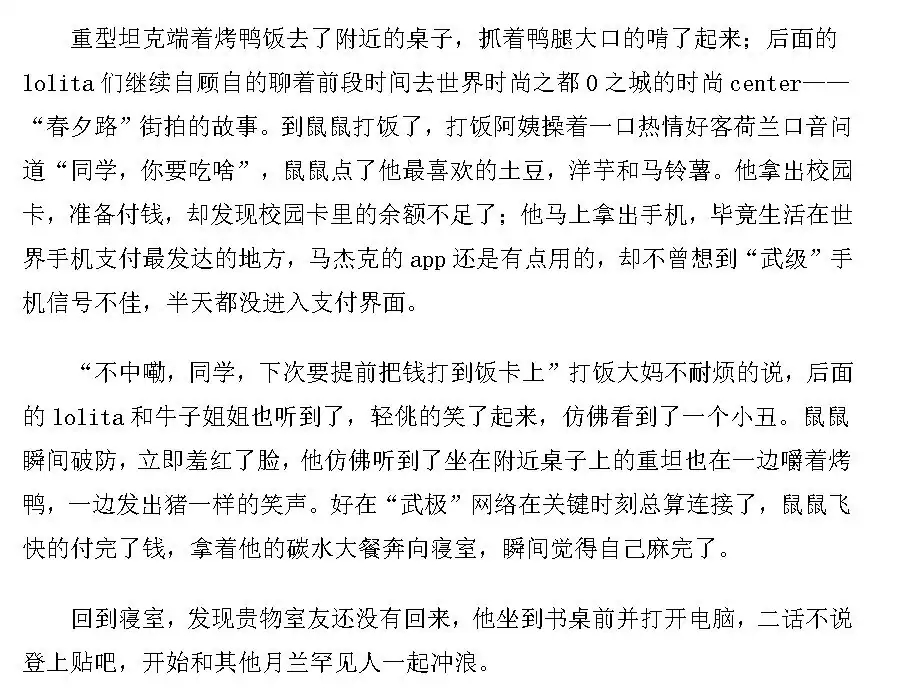 重型坦克端着烤鸭饭去了附近的桌子，抓着鸭腿大口的啃了起来；后面的
lolita 们继续自顾自的聊着前段时间去世界时尚之都 0 之城的时尚 center——
“春夕路”街拍的故事。到鼠鼠打饭了，打饭阿姨操着一口热情好客荷兰口音问
道“同学，你要吃啥”，鼠鼠点了他最喜欢的土豆，洋芋和马铃薯。他拿出校园
卡，准备付钱，却发现校园卡里的余额不足了；他马上拿出手机，毕竟生活在世
界手机支付最发达的地方，马杰克的 app 还是有点用的，却不曾想到“武级”手
机信号不佳，半天都没进入支付界面。
“不中嘞，同学，下次要提前把钱打到饭卡上”打饭大妈不耐烦的说，后面
的 lolita 和牛子姐姐也听到了，轻佻的笑了起来，仿佛看到了一个小丑。鼠鼠
瞬间破防，立即羞红了脸，他仿佛听到了坐在附近桌子上的重坦也在一边嚼着烤
鸭，一边发出猪一样的笑声。好在“武极”网络在关键时刻总算连接了，鼠鼠飞
快的付完了钱，拿着他的碳水大餐奔向寝室，瞬间觉得自己麻完了。
回到寝室，发现贵物室友还没有回来，他坐到书桌前并打开电脑，二话不说
登上贴吧，开始和其他月兰罕见人一起冲浪。